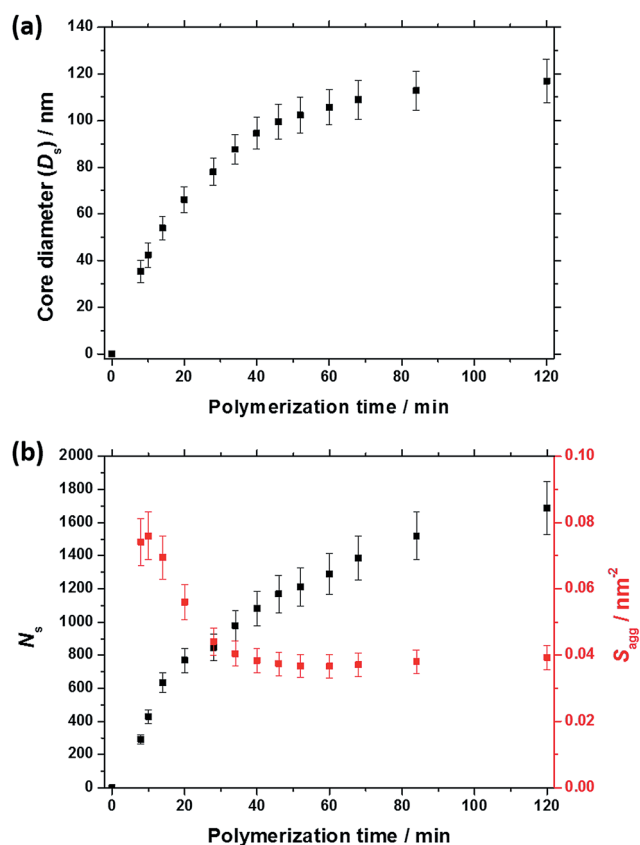 (a)
140
120
100
80
60
40
20
0
Core diameter (Ds) / nm
0 20 40 60 80 100 120
Polymerization time / min
(b)
2000
1800
1600
1400
1200
1000
800
600
400
200
0
Ns
0.10
0.08
0.06
0.04
0.02
0.00
Sagg / nm-2
0 20 40 60 80 100 120
Polymerization time / min